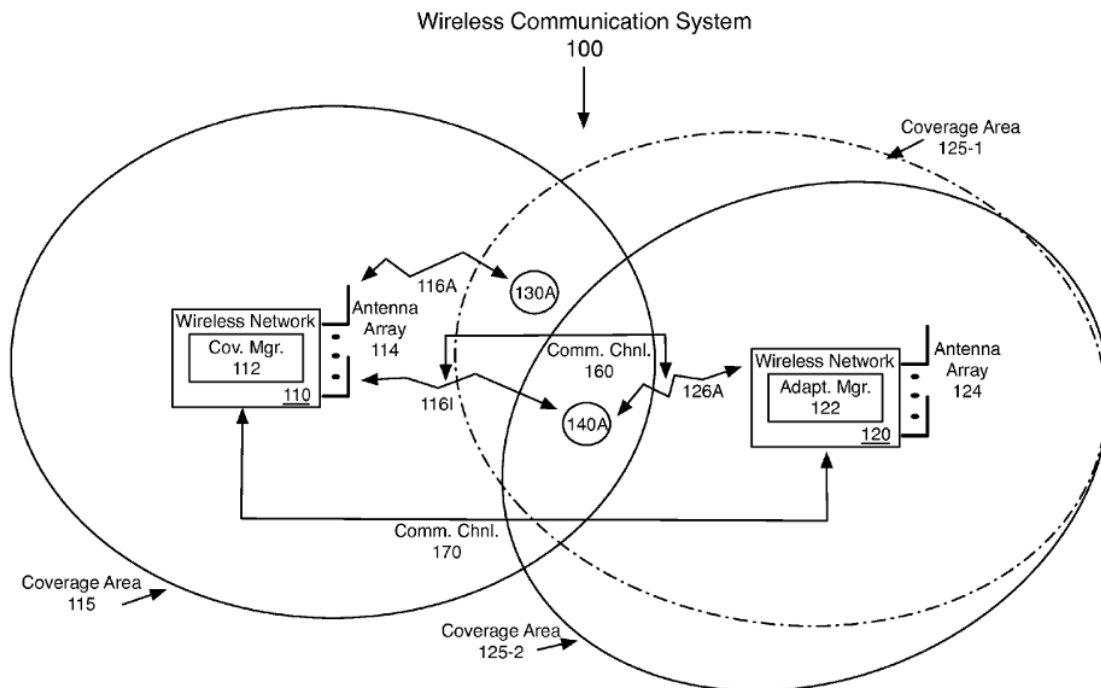 Wireless Communication System
100
Coverage Area
125-1
116A
130A
Wireless Network
Cov. Mgr.
112
110
Antenna
Array
114
Comm. Chnl.
160
116I
126A
140A
Wireless Network
Adapt. Mgr.
122
120
Antenna
Array
124
Comm. Chnl.
170
Coverage Area
115
Coverage Area
125-2